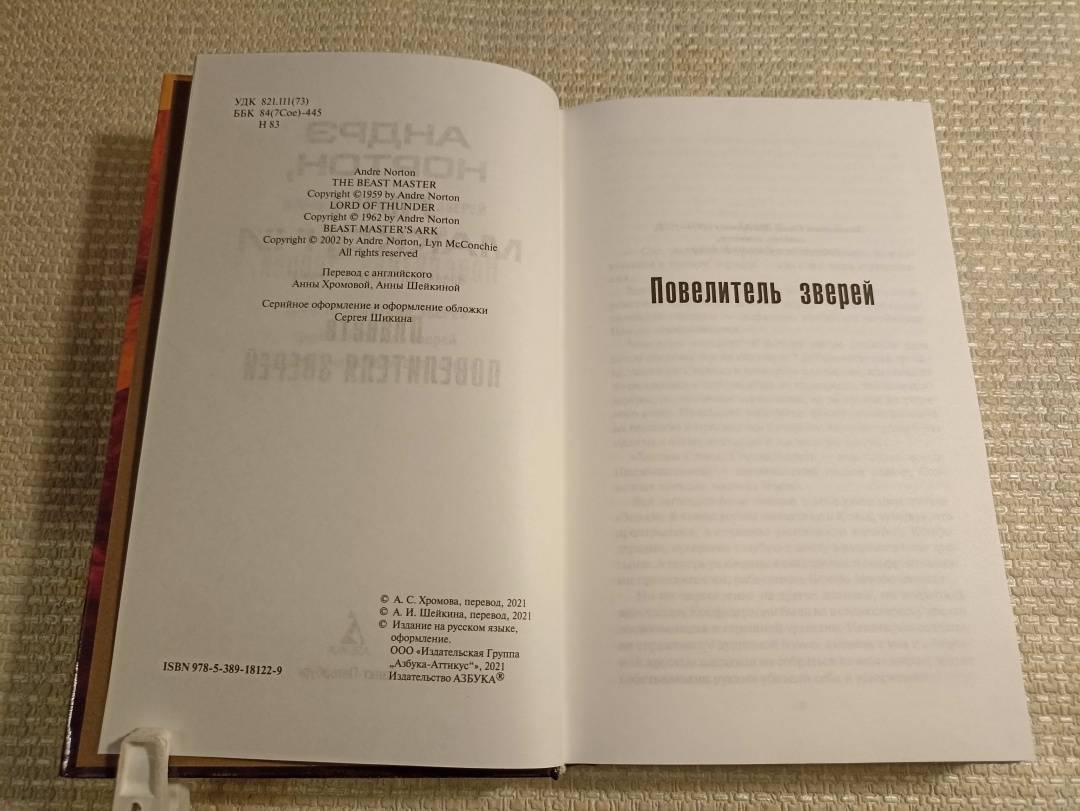 УДК 821.111(73)
ББК 84(7Сое)-445
Н 83
Andre Norton
THE BEAST MASTER
Copyright ©1959 by Andre Norton
LORD OF THUNDER
Copyright © 1962 by Andre Norton
BEAST MASTER'S ARK
Copyright © 2002 by Andre Norton, Lyn McConchie
All rights reserved
Перевод с английского
Анны Хромовой, Анны Шейкиной
Серийное оформление и оформление обложки
Сергея Шикина
© А. С. Хромова, перевод, 2021
© А. И. Шейкина, перевод, 2021
© Издание на русском языке,
оформление.
ООО «Издательская Группа
„Азбука-Аттикус“», 2021
Издательство АЗБУКА®
ISBN 978-5-389-18122-9
Повелитель зверей